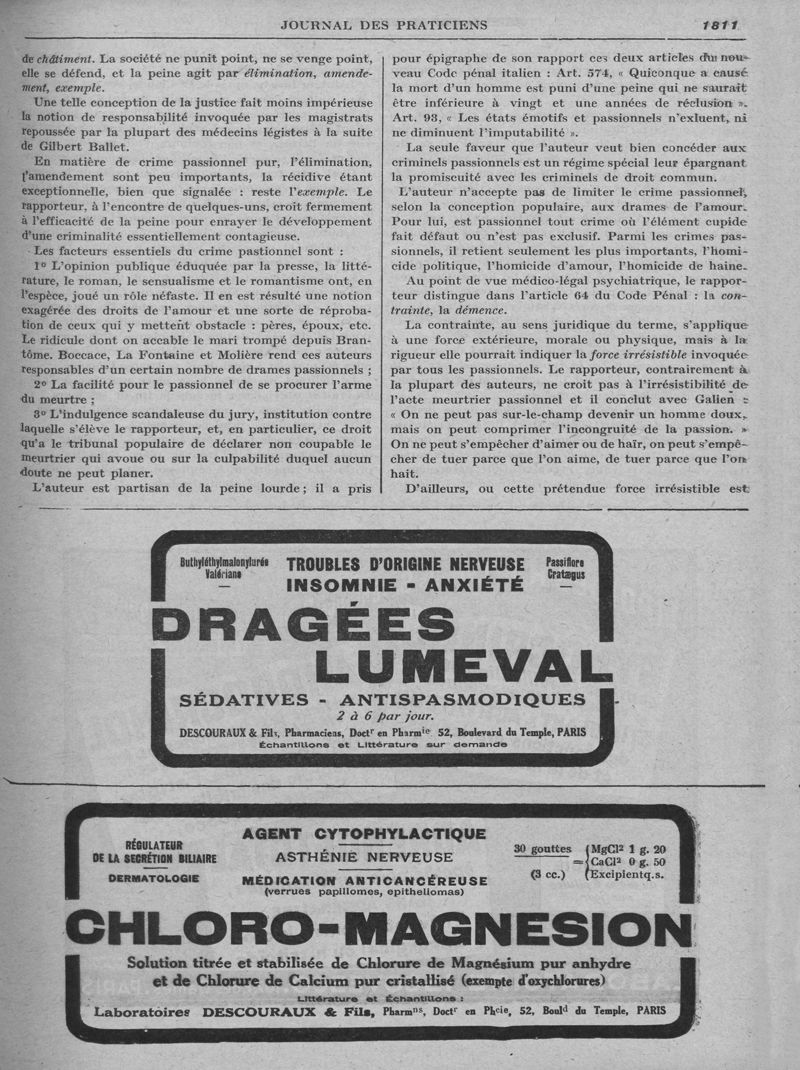 JOURNAL DES PRATICIENS
1811
de châtiment. La société ne punit point, ne se venge point,
elle se défend, et la peine agit par élimination, amende-
ment, exemple.
Une telle conception de la justice fait moins impérieuse
la notion de responsabilité invoquée par les magistrats
repoussée par la plupart des médecins légistes à la suite
de Gilbert Ballet.
En matière de crime passionnel pur, l'élimination,
l'amendement sont peu importants, la récidive étant
exceptionnelle, bien que signalée : reste l'exemple. Le
rapporteur, à l'encontre de quelques-uns, croit fermement
à l'efficacité de la peine pour enrayer le développement
d'une criminalité essentiellement contagieuse.
Les facteurs essentiels du crime pastionnel sont :
1º L'opinion publique éduquée par la presse, la litté-
rature, le roman, le sensualisme et le romantisme ont, en
l'espèce, joué un rôle néfaste. Il en est résulté une notion
exagérée des droits de l'amour et une sorte de réproba-
tion de ceux qui y mettent obstacle : pères, époux, etc.
Le ridicule dont on accable le mari trompé depuis Bran-
tôme. Boccace, La Fontaine et Molière rend ces auteurs
responsables d'un certain nombre de drames passionnels ;
2º La facilité pour le passionnel de se procurer l'arme
du meurtre ;
3º L'indulgence scandaleuse du jury, institution contre
laquelle s'élève le rapporteur, et, en particulier, ce droit
qu'a le tribunal populaire de déclarer non coupable le
meurtrier qui avoue ou sur la culpabilité duquel aucun
doute ne peut planer.
L'auteur est partisan de la peine lourde ; il a pris
pour épigraphe de son rapport ces deux articles du nou-
veau Code pénal italien : Art. 574, « Quiconque a causé
la mort d'un homme est puni d'une peine qui ne saurait
être inférieure à vingt et une années de réclusion ».
Art. 93, « Les états émotifs et passionnels n'exluent, ni
ne diminuent l'imputabilité ».
La seule faveur que l'auteur veut bien concéder aux
criminels passionnels est un régime spécial leur épargnant
la promiscuité avec les criminels de droit commun.
L'auteur n'accepte pas de limiter le crime passionnel,
selon la conception populaire, aux drames de l'amour.
Pour lui, est passionnel tout crime où l'élément cupide
fait défaut ou n'est pas exclusif. Parmi les crimes pas-
sionnels, il retient seulement les plus importants, l'homi-
cide politique, l'homicide d'amour, l'homicide de haine.
Au point de vue médico-légal psychiatrique, le rappor-
teur distingue dans l'article 64 du Code Pénal : la con-
trainte, la démence.
La contrainte, au sens juridique du terme, s'applique
à une force extérieure, morale ou physique, mais à la
rigueur elle pourrait indiquer la force irrésistible invoquée
par tous les passionnels. Le rapporteur, contrairement à
la plupart des auteurs, ne croit pas à l'irrésistibilité de
l'acte meurtrier passionnel et il conclut avec Galien :
« On ne peut pas sur-le-champ devenir un homme doux,
mais on peut comprimer l'incongruité de la passion. »
On ne peut s'empêcher d'aimer ou de haïr, on peut s'empê-
cher de tuer parce que l'on aime, de tuer parce que l'on
hait.
D'ailleurs, ou cette prétendue force irrésistible est
Buthyléthylmalonylurée
Valériane
—
TROUBLES D'ORIGINE NERVEUSE
INSOMNIE - ANXIÉTÉ
Passiflore
Cratægus
—
DRAGÉES
LUMEVAL
SÉDATIVES - ANTISPASMODIQUES
2 à 6 par jour.
DESCOURAUX & Fils, Pharmaciens, Doctr en Pharmie 52, Boulevard du Temple, PARIS
Échantillons et Littérature sur demande
RÉGULATEUR
DE LA SECRÉTION BILIAIRE
DERMATOLOGIE
AGENT CYTOPHYLACTIQUE
ASTHÉNIE NERVEUSE
MÉDICATION ANTICANCÉREUSE
(verrues papillomes, epitheliomas)
30 gouttes
(3 cc.)
= { MgCl² 1 g. 20
CaCl² 0 g. 50
Excipient q.s.
CHLORO-MAGNESION
Solution titrée et stabilisée de Chlorure de Magnésium pur anhydre
et de Chlorure de Calcium pur cristallisé (exempte d'oxychlorures)
Littérature et Échantillons :
Laboratoires DESCOURAUX & Fils, Pharmns, Doctr en Phcie, 52, Bould du Temple, PARIS